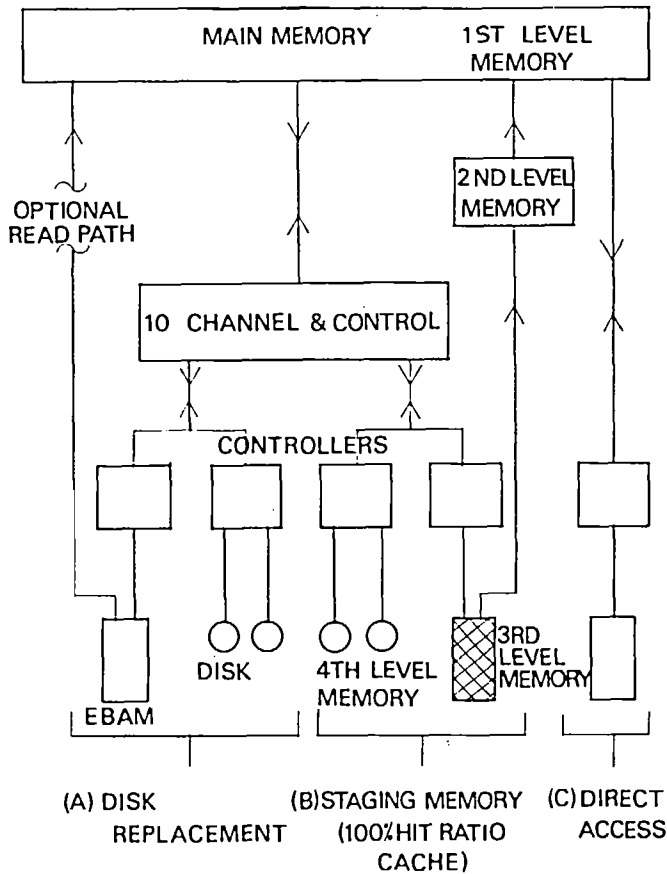 MAIN MEMORY
1ST LEVEL
MEMORY
2ND LEVEL
MEMORY
OPTIONAL
READ PATH
10 CHANNEL & CONTROL
CONTROLLERS
DISK
4TH LEVEL
MEMORY
3RD
LEVEL
MEMORY
EBAM
(A) DISK
REPLACEMENT
(B) STAGING MEMORY
(100% HIT RATIO
CACHE)
(C) DIRECT
ACCESS